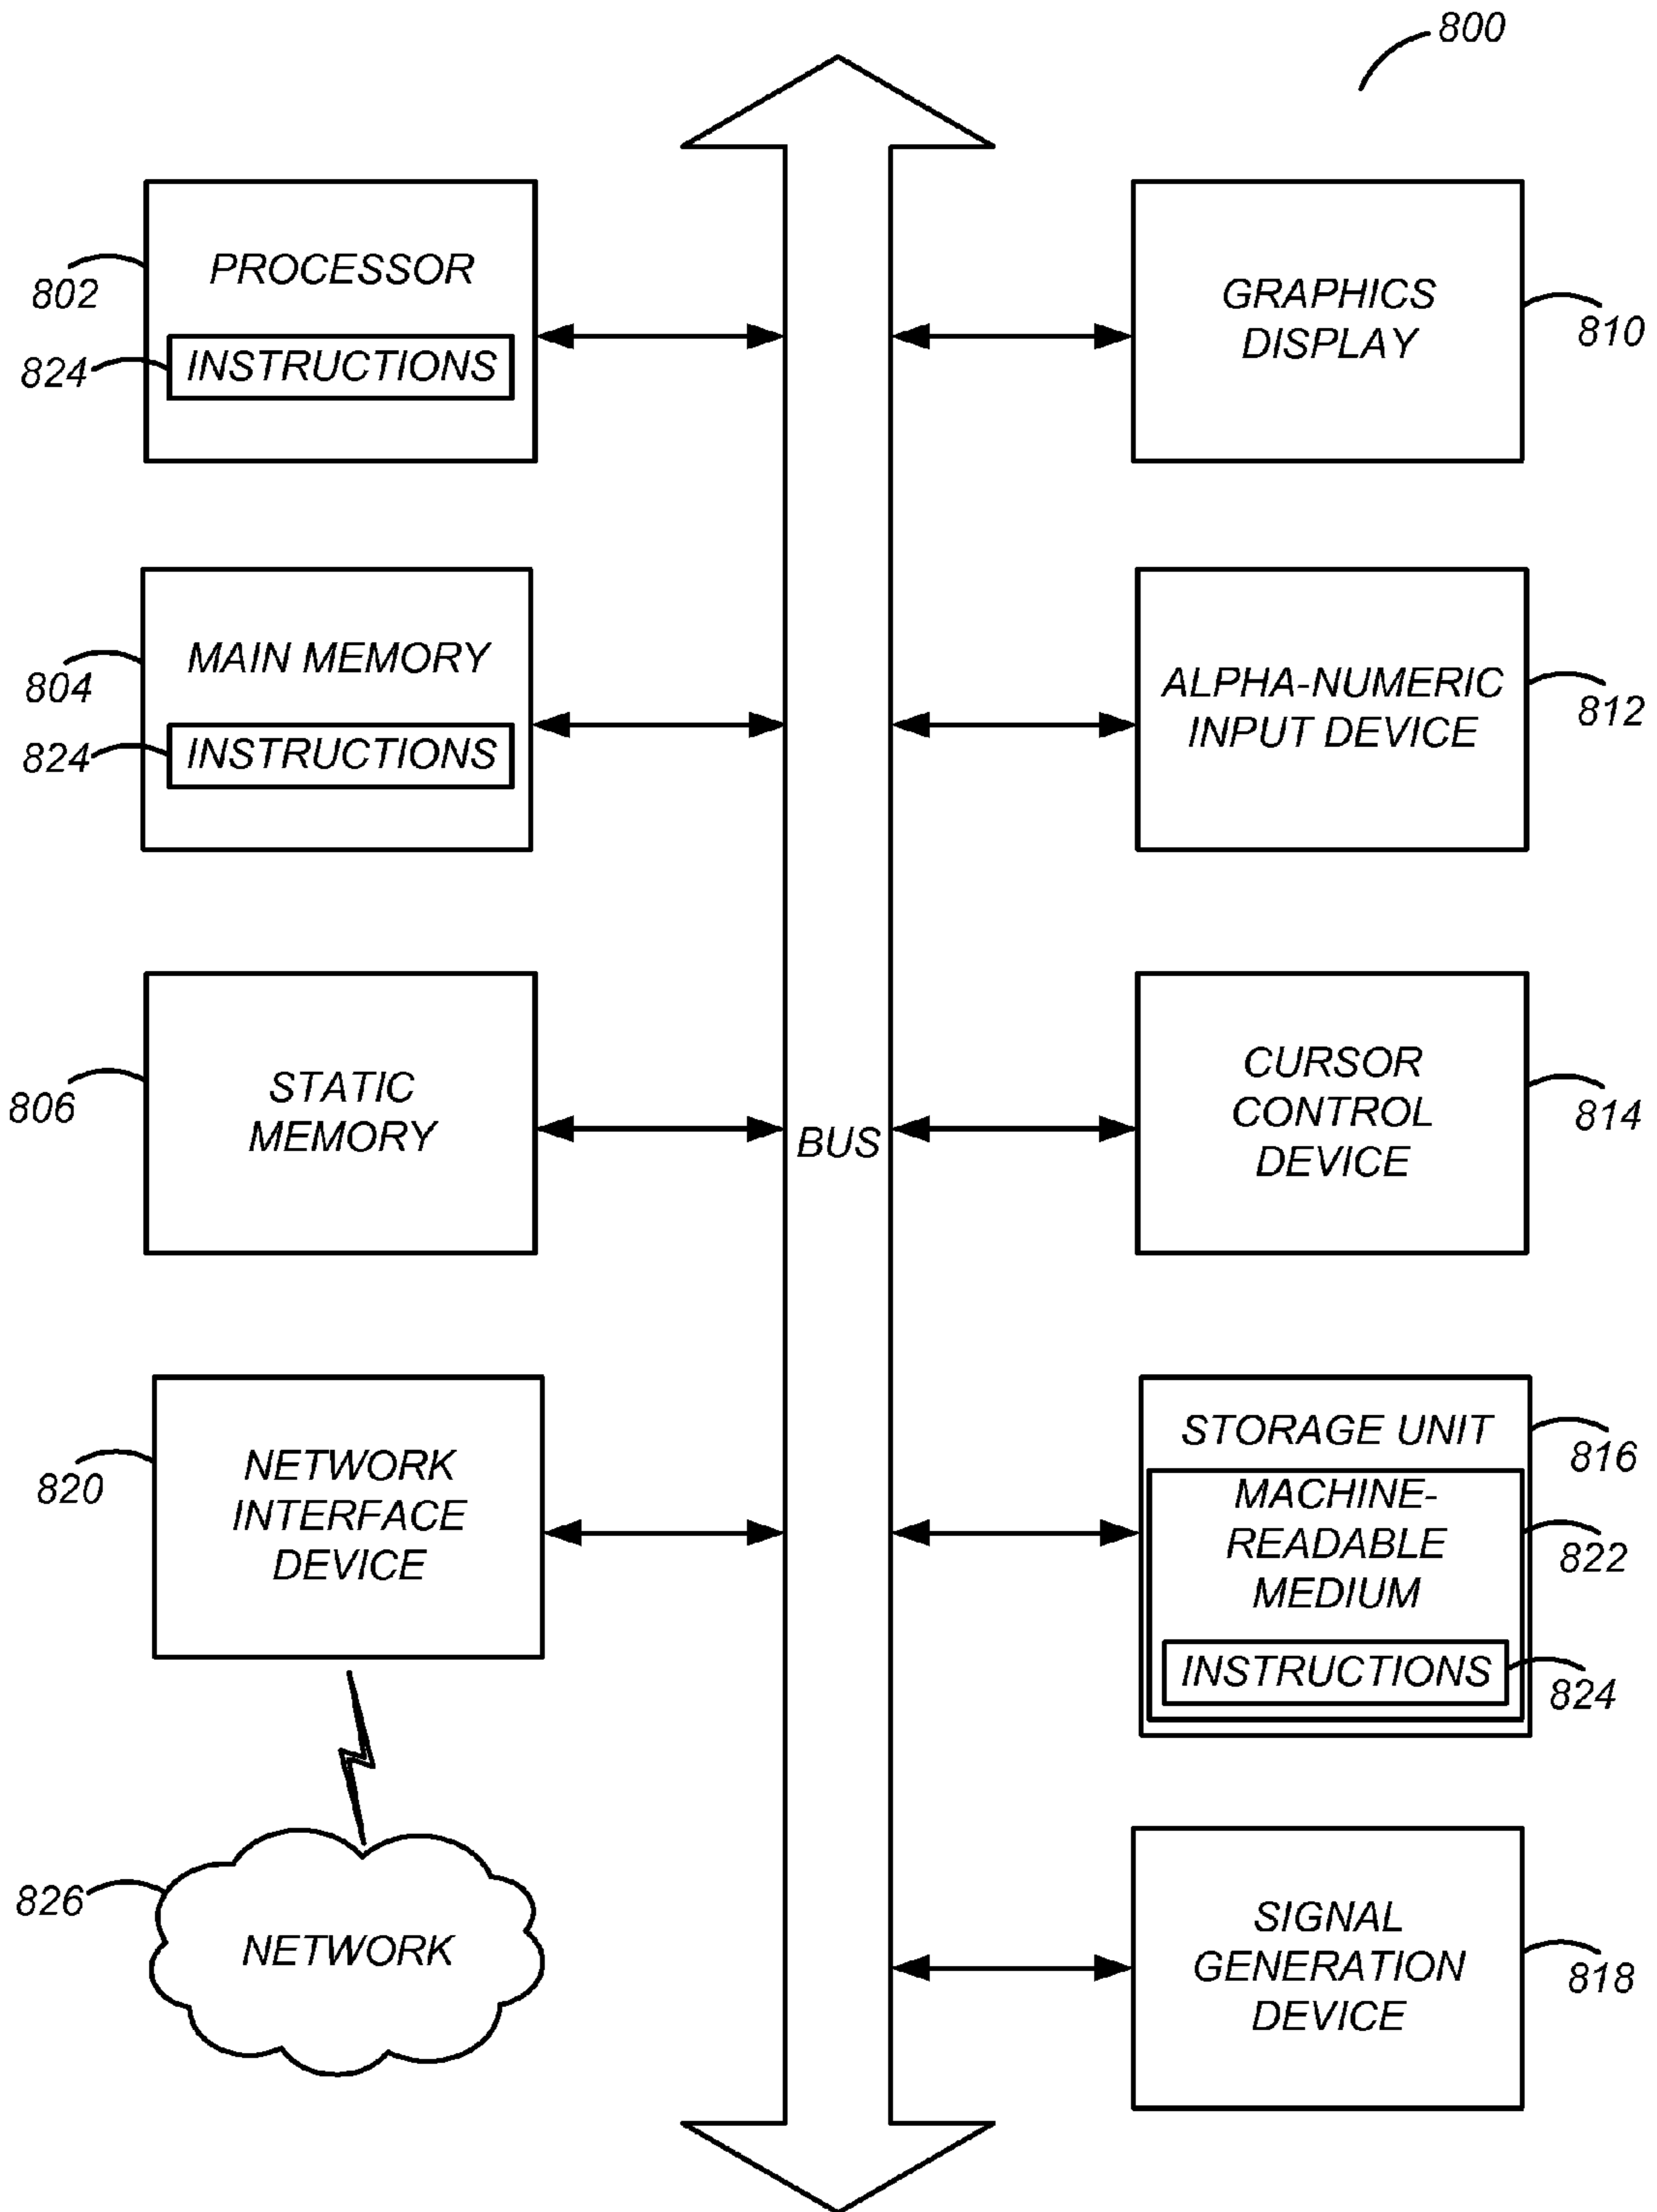 800
PROCESSOR
802
824
INSTRUCTIONS
GRAPHICS
DISPLAY
810
MAIN MEMORY
804
824
INSTRUCTIONS
ALPHA-NUMERIC
INPUT DEVICE
812
STATIC
MEMORY
806
BUS
CURSOR
CONTROL
DEVICE
814
NETWORK
INTERFACE
DEVICE
820
STORAGE UNIT
816
MACHINE-
READABLE
MEDIUM
822
INSTRUCTIONS
824
826
NETWORK
SIGNAL
GENERATION
DEVICE
818